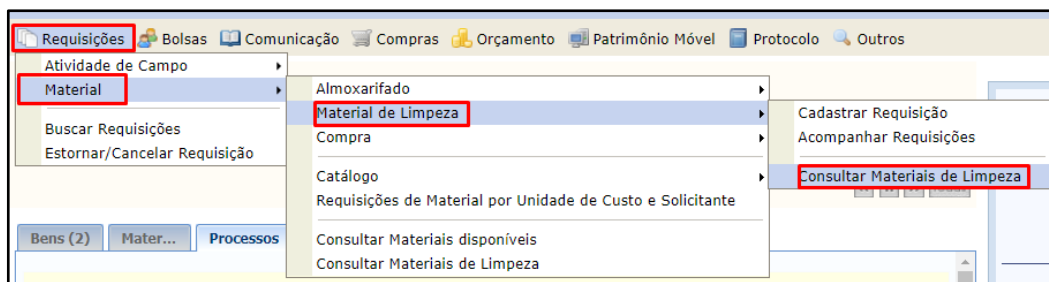 Requisições Bolsas Comunicação Compras Orçamento Patrimônio Móvel Protocolo Outros
Atividade de Campo
Material
Buscar Requisições
Estornar/Cancelar Requisição
Almoxarifado
Material de Limpeza
Compra
Catálogo
Requisições de Material por Unidade de Custo e Solicitante
Consultar Materiais disponíveis
Consultar Materiais de Limpeza
Cadastrar Requisição
Acompanhar Requisições
Consultar Materiais de Limpeza
Bens (2) Mater... Processos